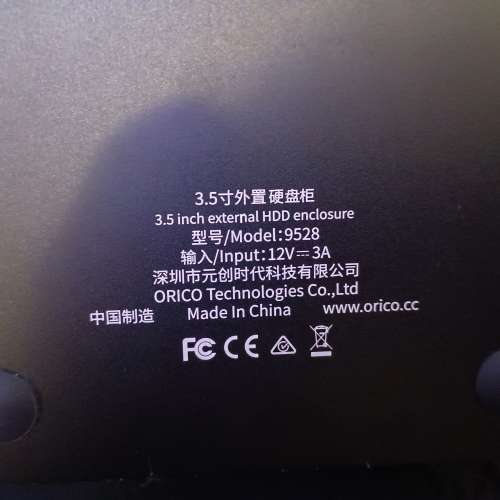 3.5寸外置硬盘柜
3.5 inch external HDD enclosure
型号/Model:9528
输入/Input:12V⎓3A
深圳市元创时代科技有限公司
ORICO Technologies Co.,Ltd
中国制造 Made In China www.orico.cc
FC CE